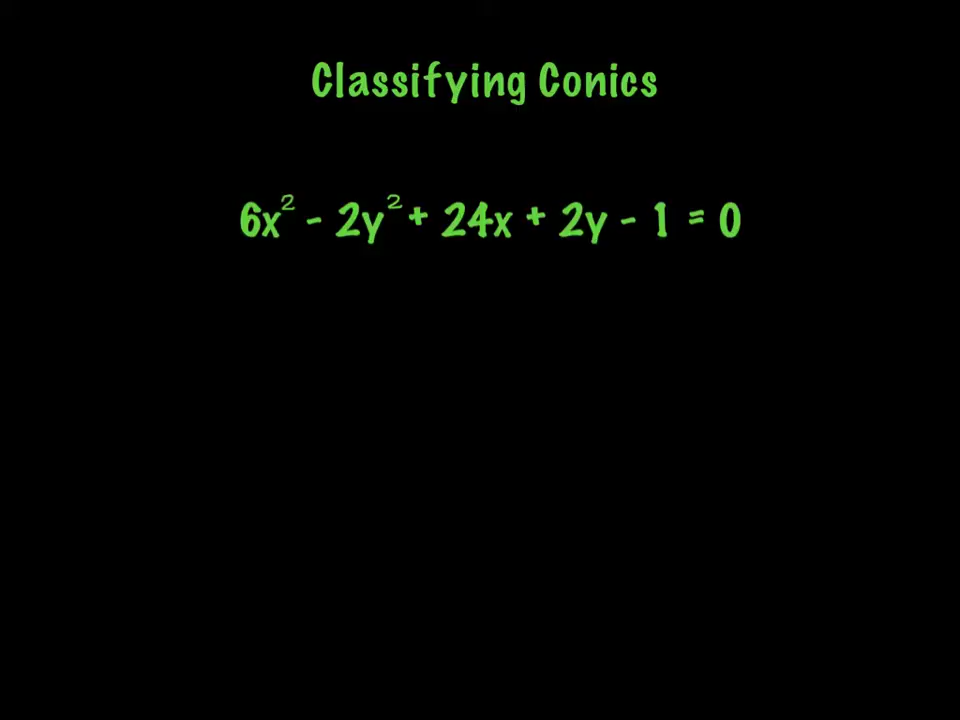 Classifying Conics
6x² - 2y² + 24x + 2y - 1 = 0